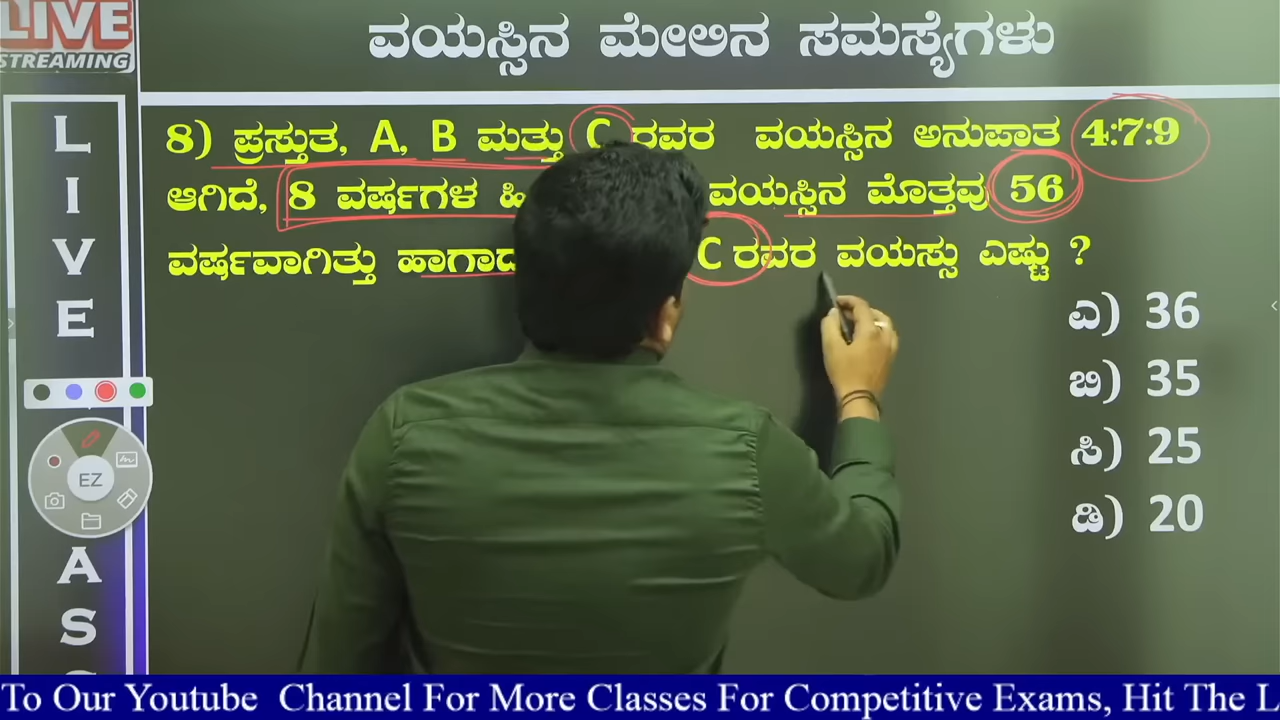 LIVE
STREAMING
ವಯಸ್ಸಿನ ಮೇಲಿನ ಸಮಸ್ಯೆಗಳು
L
I
V
E
A
S
8) ಪ್ರಸ್ತುತ, A, B ಮತ್ತು C ರವರ ವಯಸ್ಸಿನ ಅನುಪಾತ 4:7:9
ಆಗಿದೆ, 8 ವರ್ಷಗಳ ವಯಸ್ಸಿನ ಮೊತ್ತವು 56
ವರ್ಷವಾಗಿತ್ತು C ರವರ ವಯಸ್ಸು ಎಷ್ಟು ?
ಎ) 36
ಬಿ) 35
ಸಿ) 25
ಡಿ) 20
EZ
To Our Youtube Channel For More Classes For Competitive Exams, Hit The